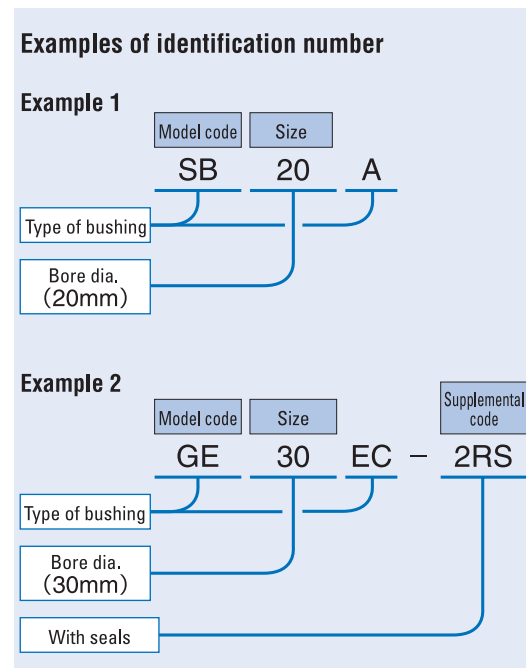 Examples of identification number
Example 1
Model code Size
SB 20 A
Type of bushing
Bore dia.
(20mm)
Example 2
Model code Size Supplemental code
GE 30 EC – 2RS
Type of bushing
Bore dia.
(30mm)
With seals